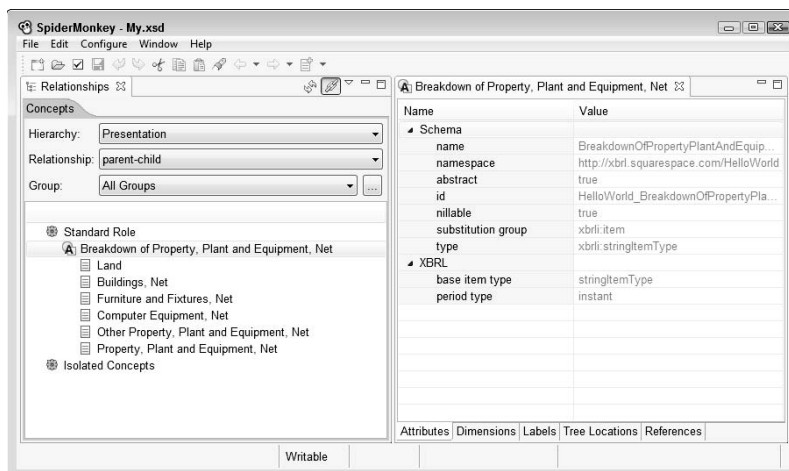 SpiderMonkey - My.xsd
File Edit Configure Window Help
Relationships
Concepts
Hierarchy: Presentation
Relationship: parent-child
Group: All Groups ...
Standard Role
A Breakdown of Property, Plant and Equipment, Net
Land
Buildings, Net
Furniture and Fixtures, Net
Computer Equipment, Net
Other Property, Plant and Equipment, Net
Property, Plant and Equipment, Net
Isolated Concepts
A Breakdown of Property, Plant and Equipment, Net
Name Value
Schema
name BreakdownOfPropertyPlantAndEquip...
namespace http://xbrl.squarespace.com/HelloWorld
abstract true
id HelloWorld_BreakdownOfPropertyPla...
nillable true
substitution group xbrli:item
type xbrli:stringItemType
XBRL
base item type stringItemType
period type instant
Attributes Dimensions Labels Tree Locations References
Writable